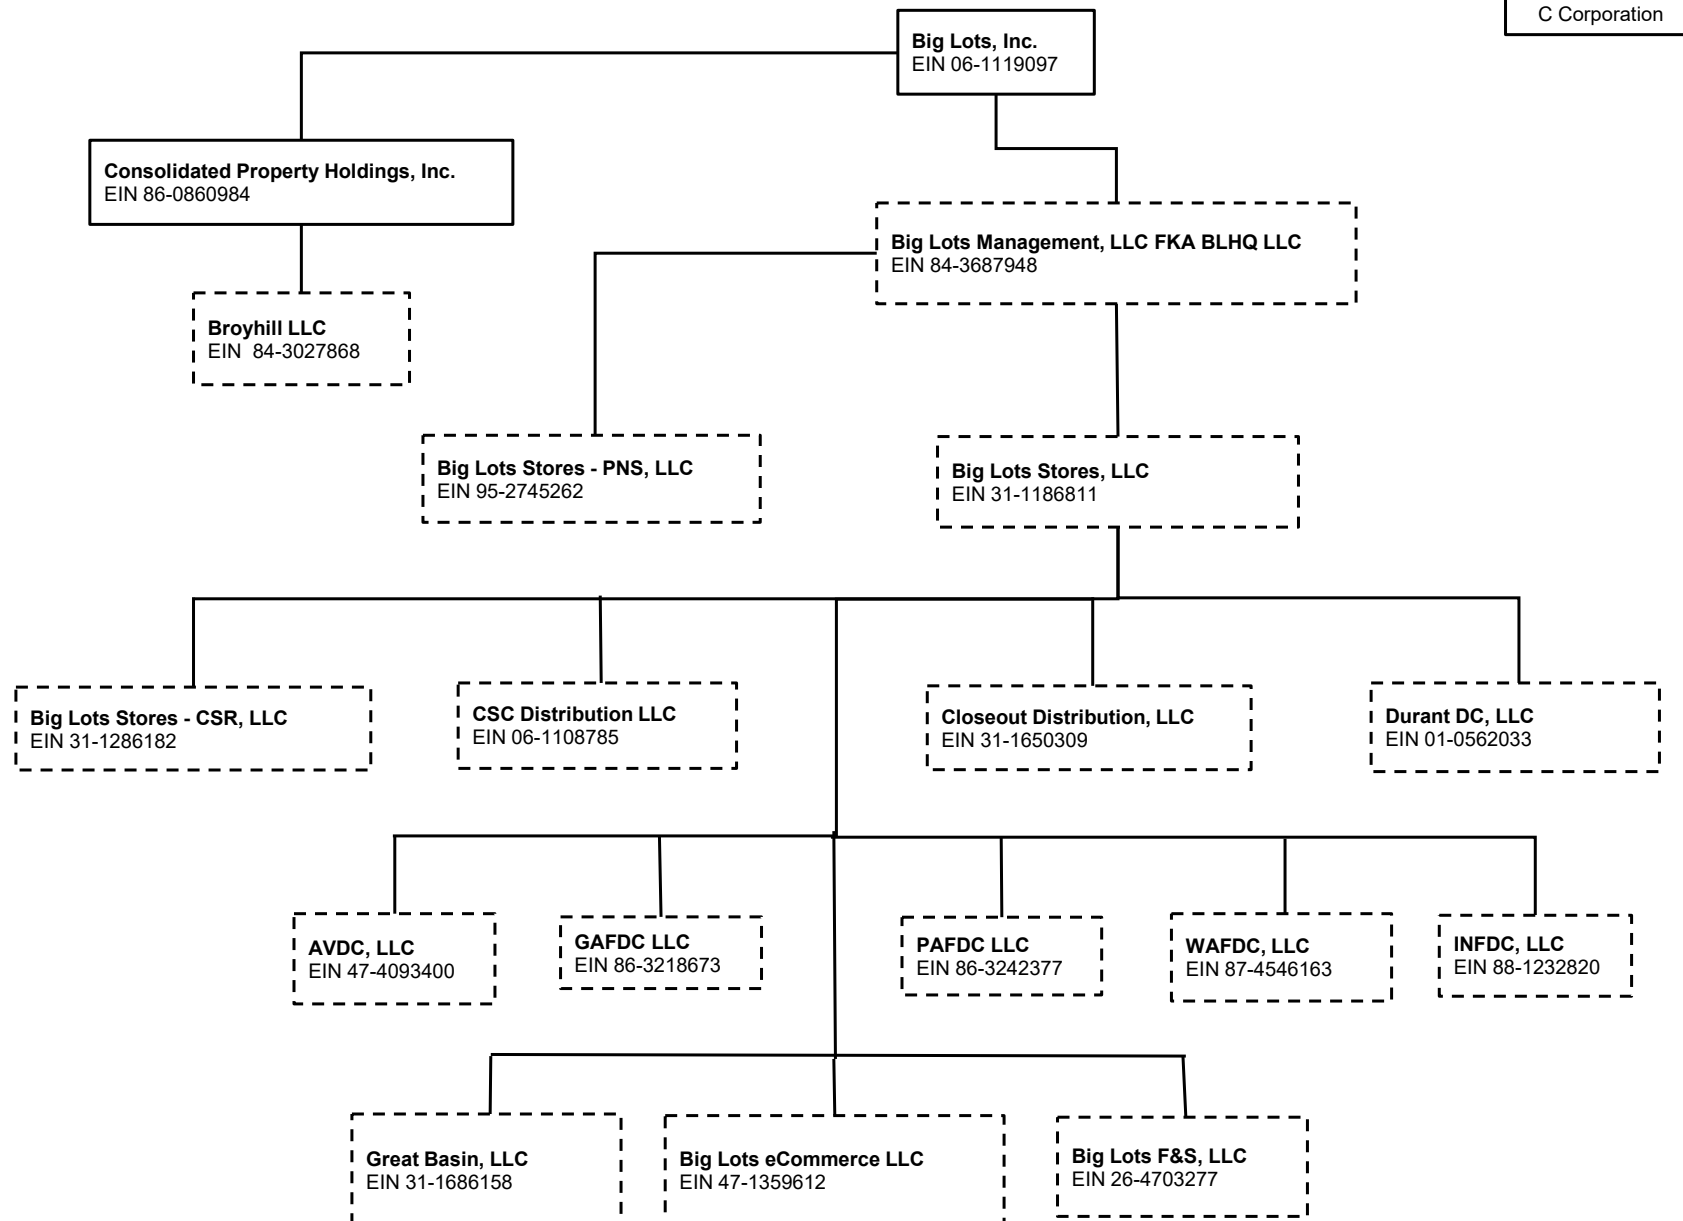 C Corporation
Big Lots, Inc.
EIN 06-1119097
Consolidated Property Holdings, Inc.
EIN 86-0860984
Big Lots Management, LLC FKA BLHQ LLC
EIN 84-3687948
Broyhill LLC
EIN  84-3027868
Big Lots Stores - PNS, LLC
EIN 95-2745262
Big Lots Stores, LLC
EIN 31-1186811
Big Lots Stores - CSR, LLC
EIN 31-1286182
CSC Distribution LLC
EIN 06-1108785
Closeout Distribution, LLC
EIN 31-1650309
Durant DC, LLC
EIN 01-0562033
AVDC, LLC
EIN 47-4093400
GAFDC LLC
EIN 86-3218673
PAFDC LLC
EIN 86-3242377
WAFDC, LLC
EIN 87-4546163
INFDC, LLC
EIN 88-1232820
Great Basin, LLC
EIN 31-1686158
Big Lots eCommerce LLC
EIN 47-1359612
Big Lots F&S, LLC
EIN 26-4703277